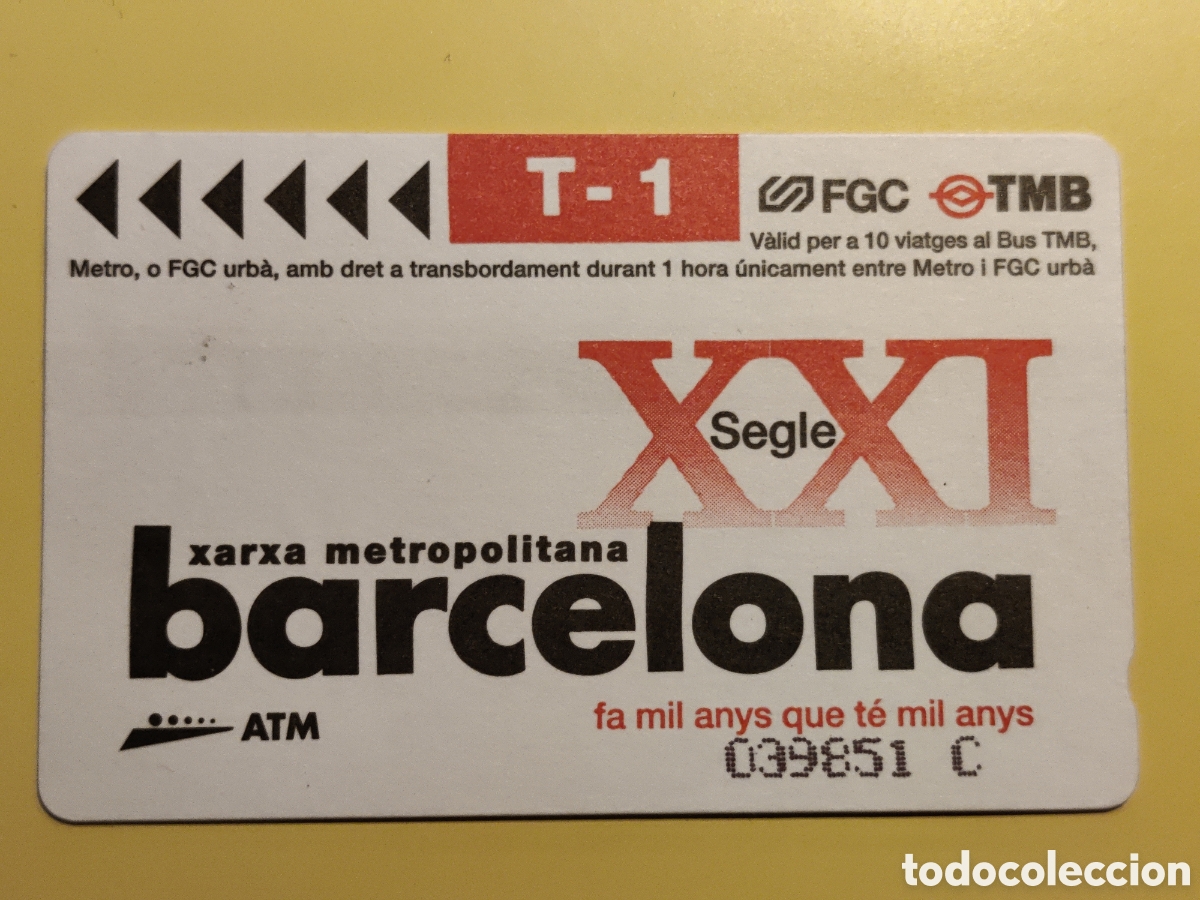 T-1
FGC TMB
Vàlid per a 10 viatges al Bus TMB,
Metro, o FGC urbà, amb dret a transbordament durant 1 hora únicament entre Metro i FGC urbà
XXI
Segle
xarxa metropolitana
barcelona
fa mil anys que té mil anys
ATM
039851 C
todocoleccion